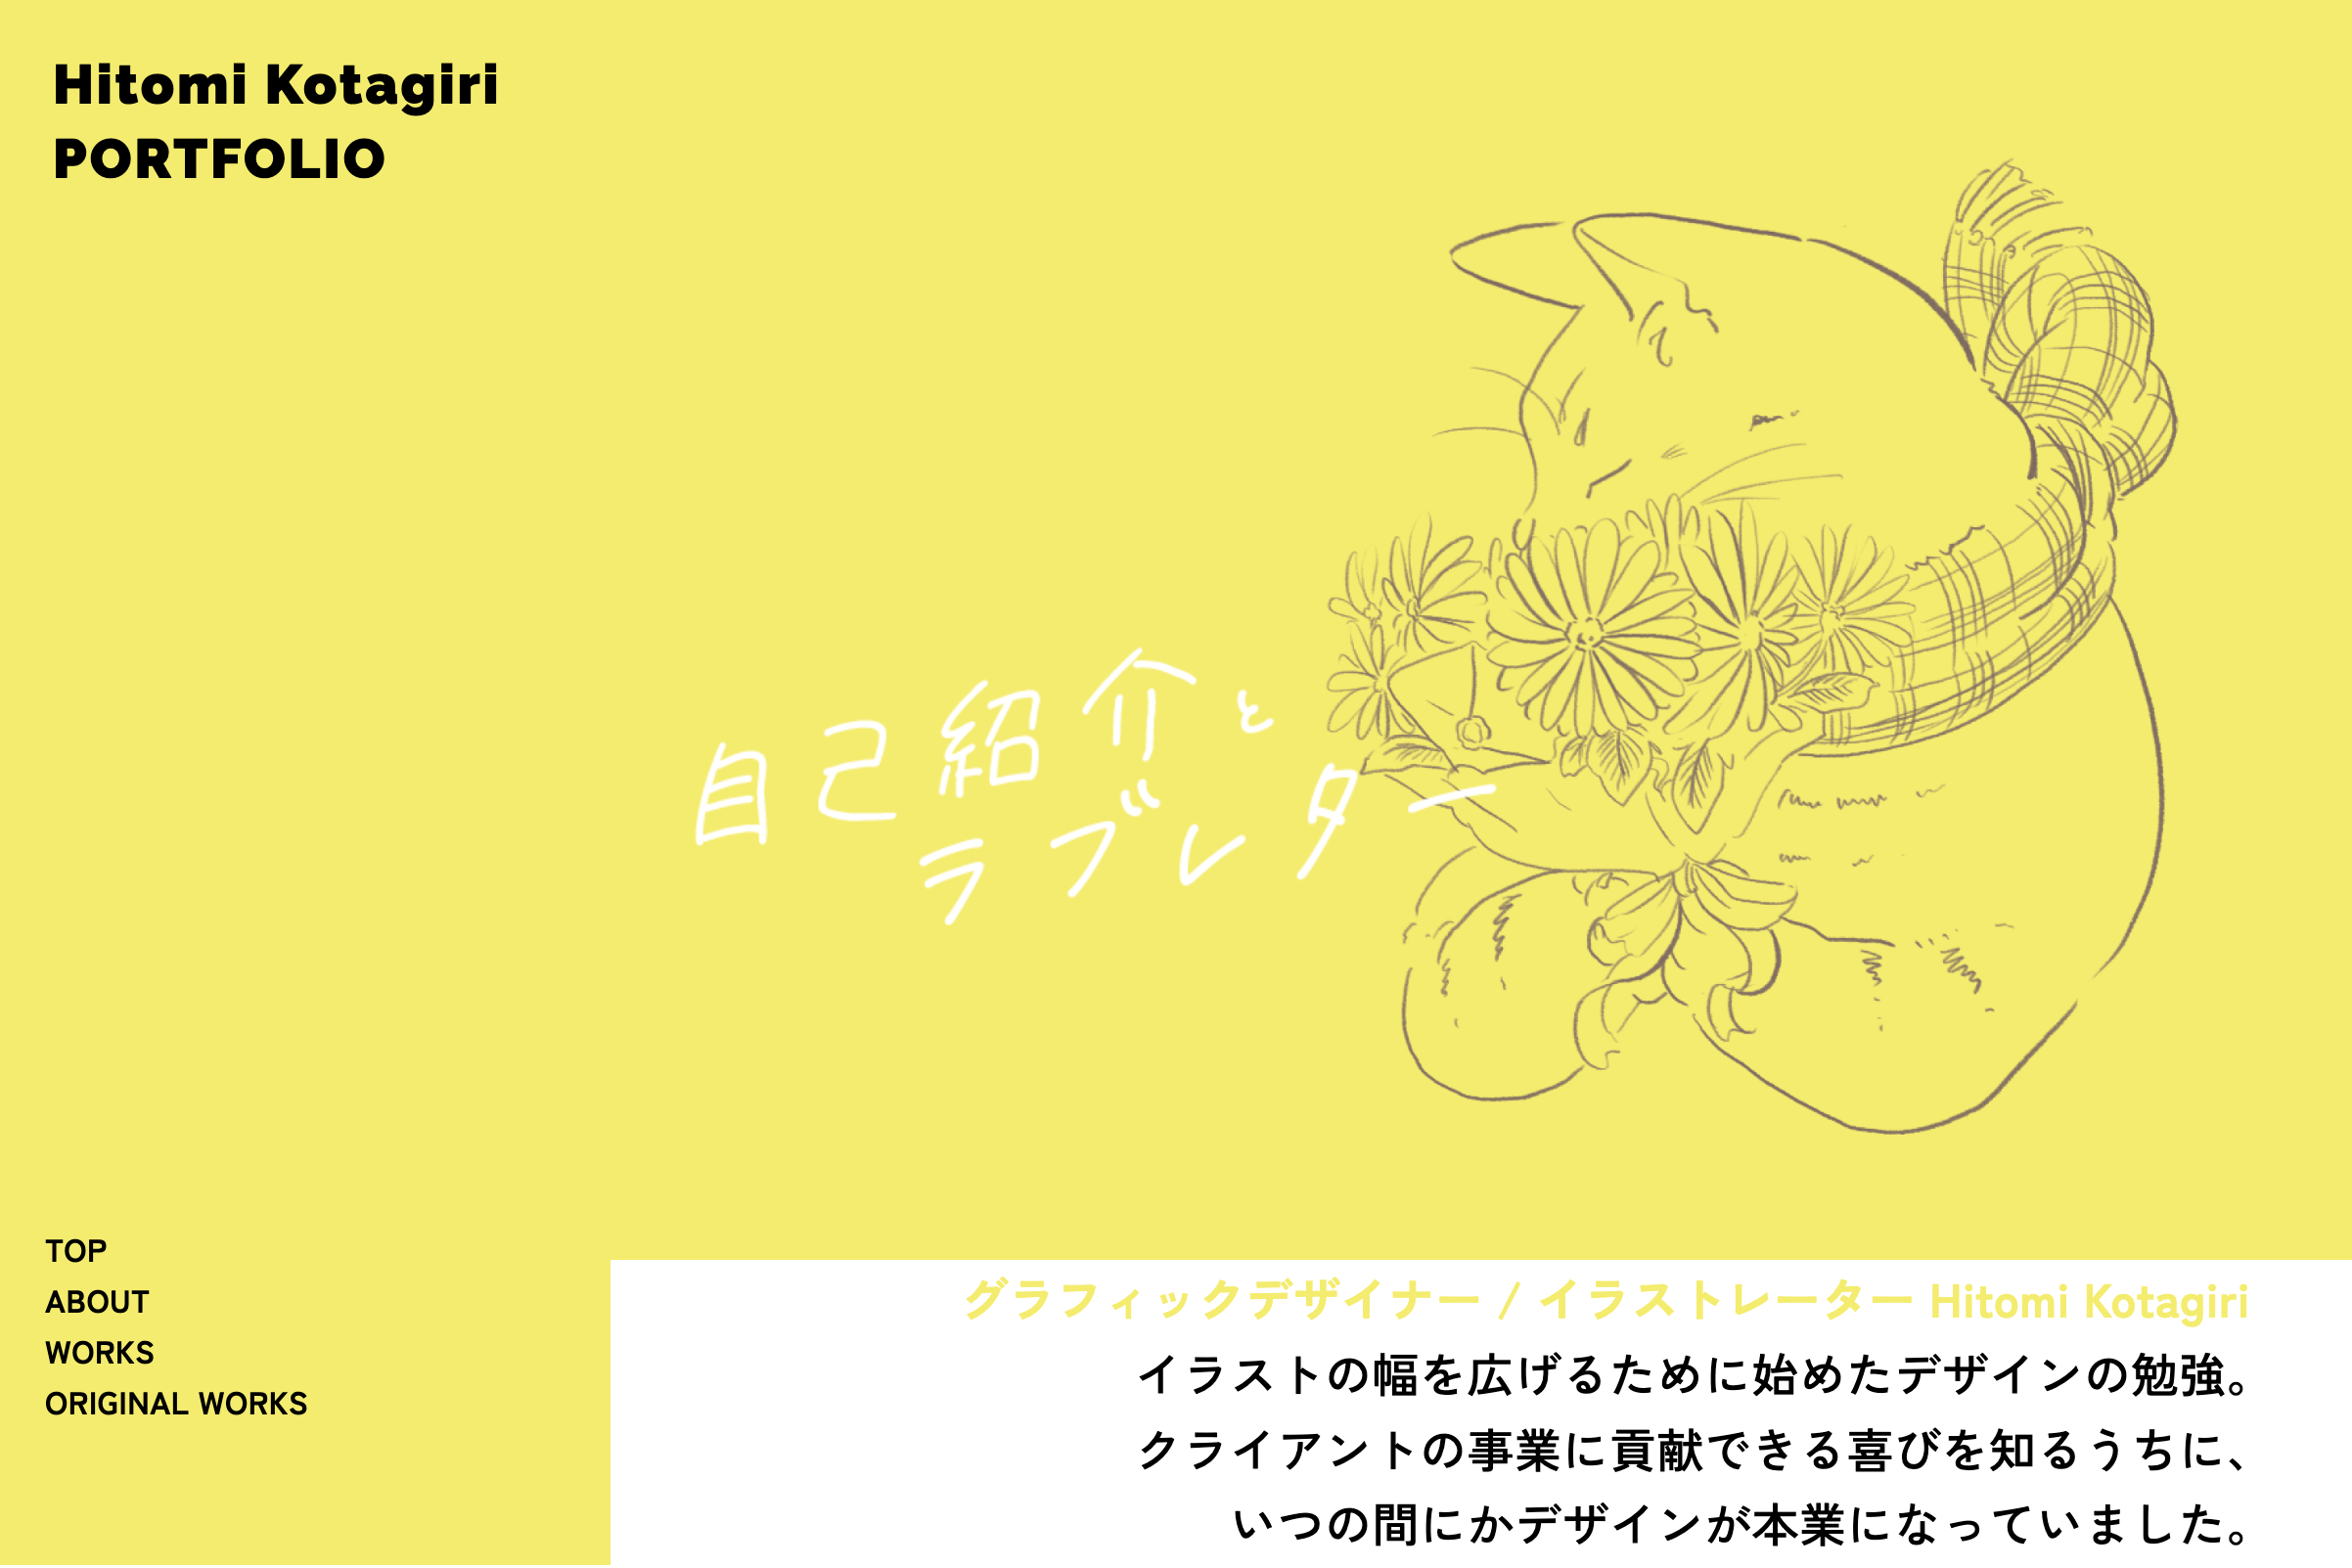 Hitomi Kotagiri
PORTFOLIO
自己紹介と
ラブレター
TOP
ABOUT
WORKS
ORIGINAL WORKS
グラフィックデザイナー / イラストレーター Hitomi Kotagiri
イラストの幅を広げるために始めたデザインの勉強。
クライアントの事業に貢献できる喜びを知るうちに、
いつの間にかデザインが本業になっていました。